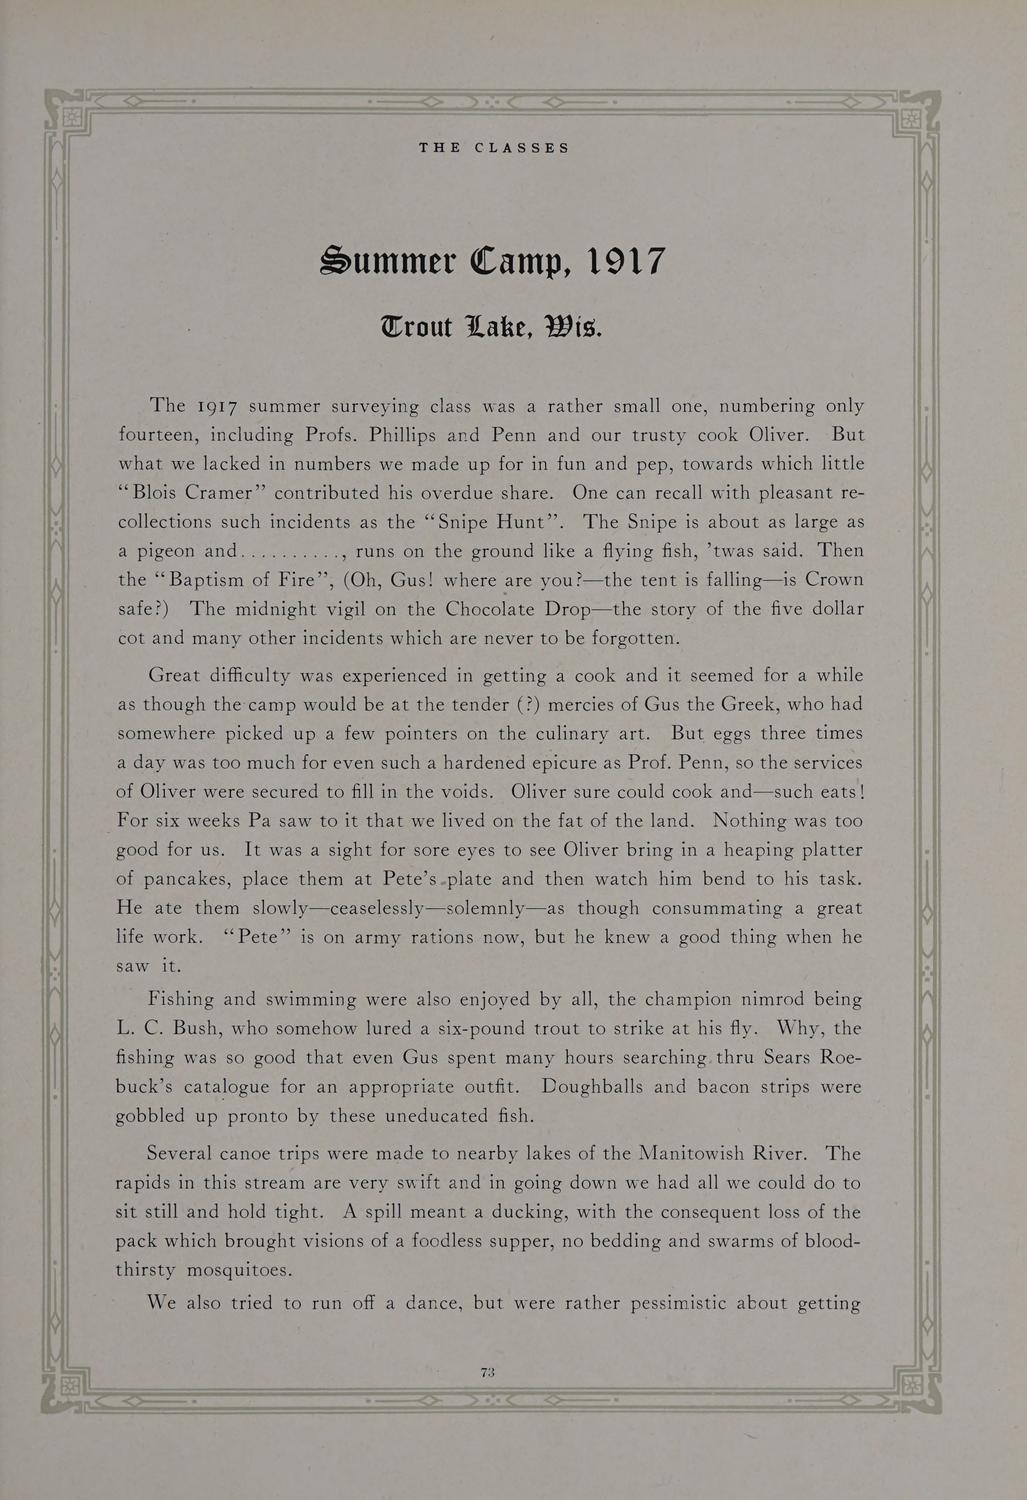 THE CLASSES
Summer Camp, 1917
Trout Lake, Wis.
The 1917 summer surveying class was a rather small one, numbering only
fourteen, including Profs. Phillips and Penn and our trusty cook Oliver. But
what we lacked in numbers we made up for in fun and pep, towards which little
“Blois Cramer” contributed his overdue share. One can recall with pleasant re-
collections such incidents as the “Snipe Hunt”. The Snipe is about as large as
a pigeon and.........., runs on the ground like a flying fish, ’twas said. Then
the “Baptism of Fire”, (Oh, Gus! where are you?—the tent is falling—is Crown
safe?) The midnight vigil on the Chocolate Drop—the story of the five dollar
cot and many other incidents which are never to be forgotten.
Great difficulty was experienced in getting a cook and it seemed for a while
as though the camp would be at the tender (?) mercies of Gus the Greek, who had
somewhere picked up a few pointers on the culinary art. But eggs three times
a day was too much for even such a hardened epicure as Prof. Penn, so the services
of Oliver were secured to fill in the voids. Oliver sure could cook and—such eats!
For six weeks Pa saw to it that we lived on the fat of the land. Nothing was too
good for us. It was a sight for sore eyes to see Oliver bring in a heaping platter
of pancakes, place them at Pete’s plate and then watch him bend to his task.
He ate them slowly—ceaselessly—solemnly—as though consummating a great
life work. “Pete” is on army rations now, but he knew a good thing when he
saw it.
Fishing and swimming were also enjoyed by all, the champion nimrod being
L. C. Bush, who somehow lured a six-pound trout to strike at his fly. Why, the
fishing was so good that even Gus spent many hours searching thru Sears Roe-
buck’s catalogue for an appropriate outfit. Doughballs and bacon strips were
gobbled up pronto by these uneducated fish.
Several canoe trips were made to nearby lakes of the Manitowish River. The
rapids in this stream are very swift and in going down we had all we could do to
sit still and hold tight. A spill meant a ducking, with the consequent loss of the
pack which brought visions of a foodless supper, no bedding and swarms of blood-
thirsty mosquitoes.
We also tried to run off a dance, but were rather pessimistic about getting
73